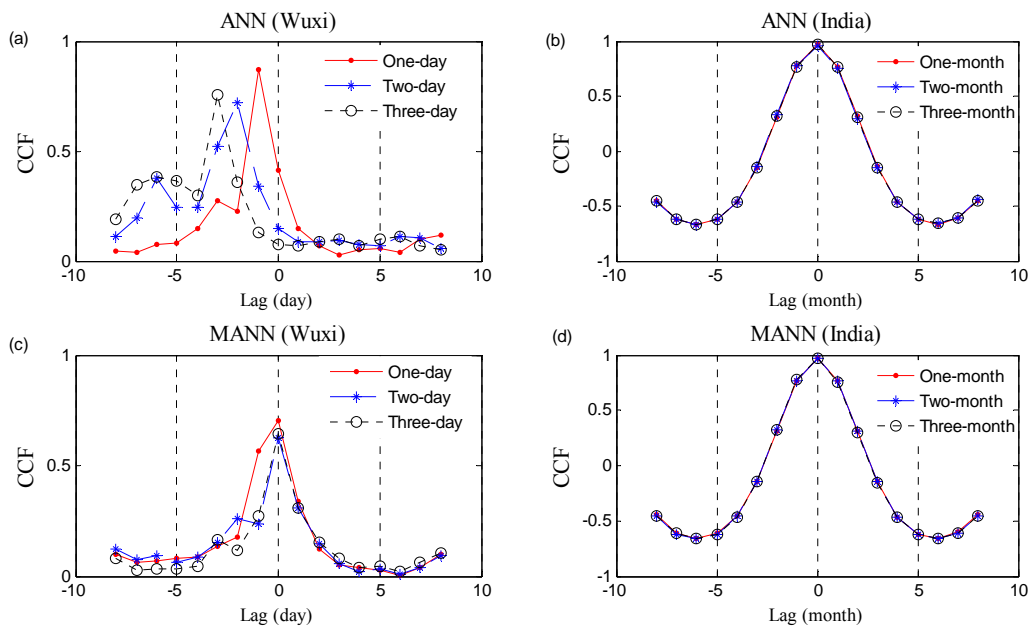 (a)
ANN (Wuxi)
1
0.5
0
CCF
One-day
Two-day
Three-day
-10
-5
0
5
10
Lag (day)
(b)
ANN (India)
1
0.5
0
-0.5
-1
CCF
One-month
Two-month
Three-month
-10
-5
0
5
10
Lag (month)
(c)
MANN (Wuxi)
1
0.5
0
CCF
One-day
Two-day
Three-day
-10
-5
0
5
10
Lag (day)
(d)
MANN (India)
1
0.5
0
-0.5
-1
CCF
One-month
Two-month
Three-month
-10
-5
0
5
10
Lag (month)